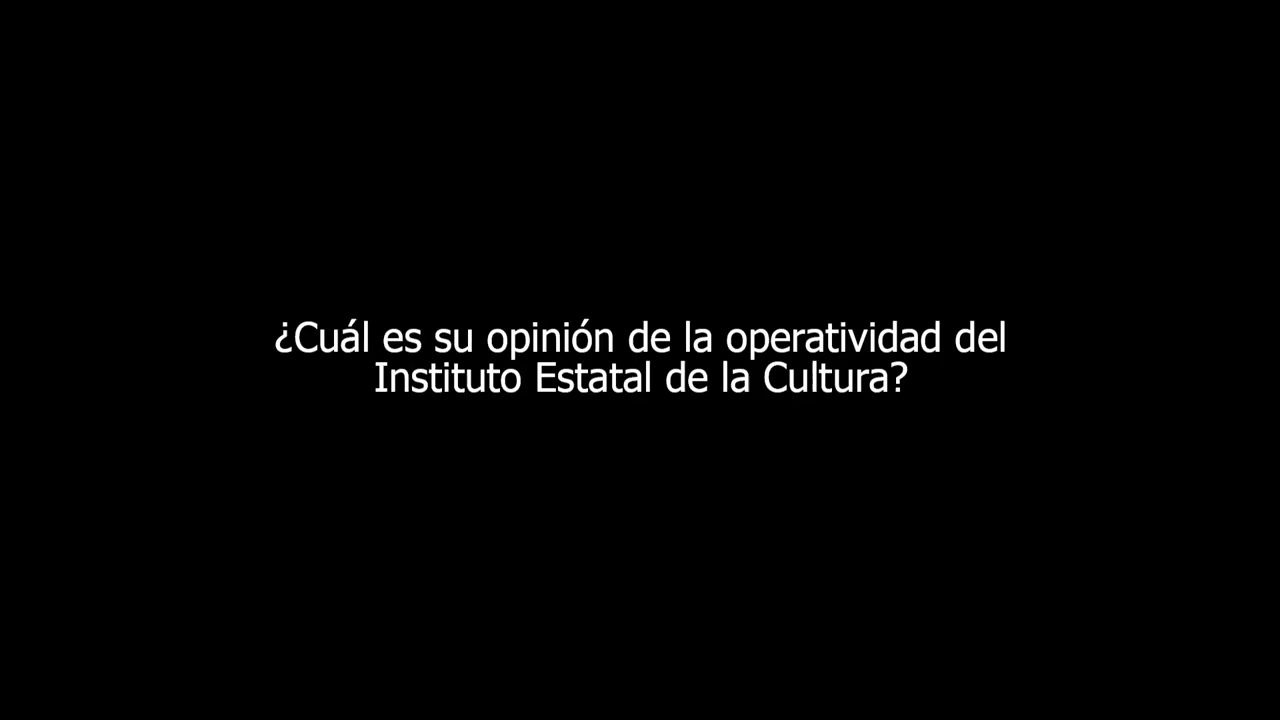 ¿Cuál es su opinión de la operatividad del
Instituto Estatal de la Cultura?